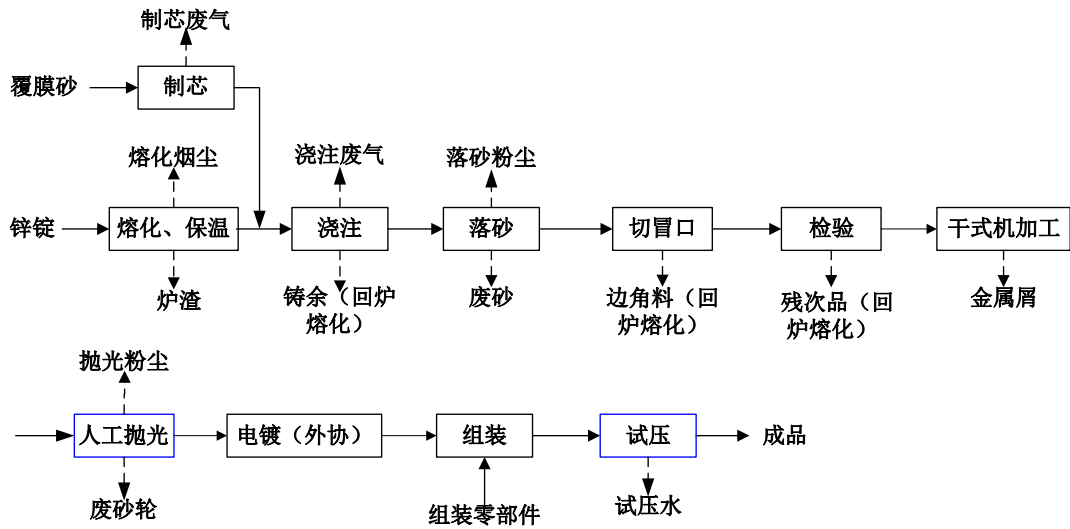 制芯废气
覆膜砂
制芯
熔化烟尘
浇注废气
落砂粉尘
锌锭
熔化、保温
浇注
落砂
切冒口
检验
干式机加工
炉渣
铸余（回炉
熔化）
废砂
边角料（回
炉熔化）
残次品（回
炉熔化）
金属屑
抛光粉尘
人工抛光
电镀（外协）
组装
试压
成品
废砂轮
组装零部件
试压水